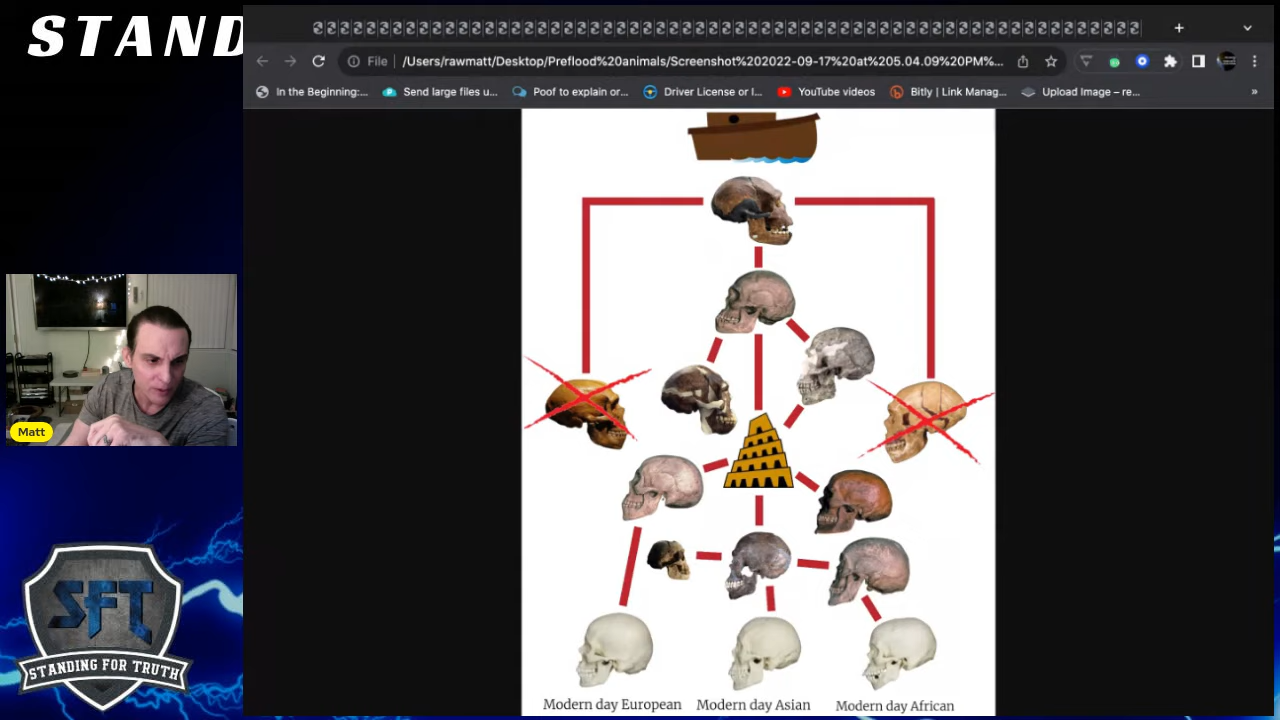 STAND
File
/Users/rawmatt/Desktop/Preflood%20animals/Screenshot%202022-09-17%20at%205.04.09%20PM%...
In the Beginning:...
Send large files u...
Poof to explain or...
Driver License or I...
YouTube videos
Bitly | Link Manag...
Upload Image – re...
»
Matt
SFT
STANDING FOR TRUTH
Modern day European
Modern day Asian
Modern day African